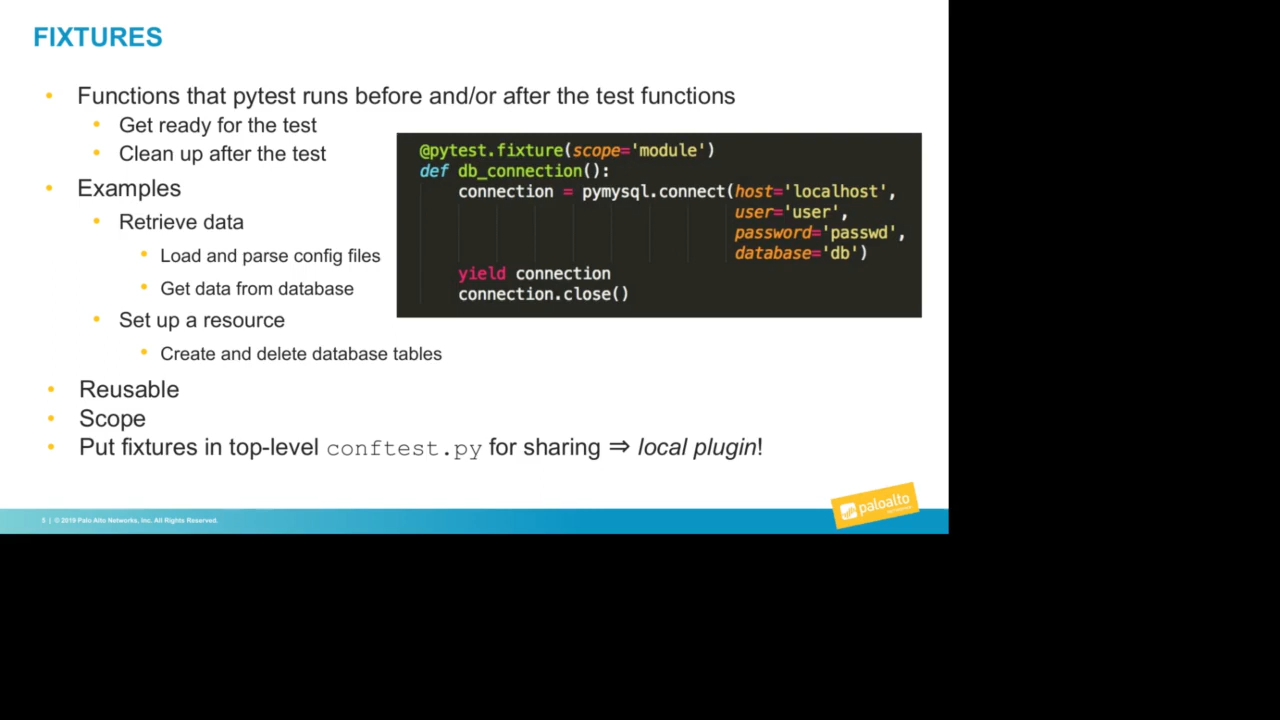 FIXTURES
• Functions that pytest runs before and/or after the test functions
• Get ready for the test
• Clean up after the test
• Examples
• Retrieve data
• Load and parse config files
• Get data from database
• Set up a resource
• Create and delete database tables
@pytest.fixture(scope='module')
def db_connection():
    connection = pymysql.connect(host='localhost',
                                 user='user',
                                 password='passwd',
                                 database='db')
    yield connection
    connection.close()
• Reusable
• Scope
• Put fixtures in top-level conftest.py for sharing ⇒ local plugin!
5 | © 2019 Palo Alto Networks, Inc. All Rights Reserved.
paloalto